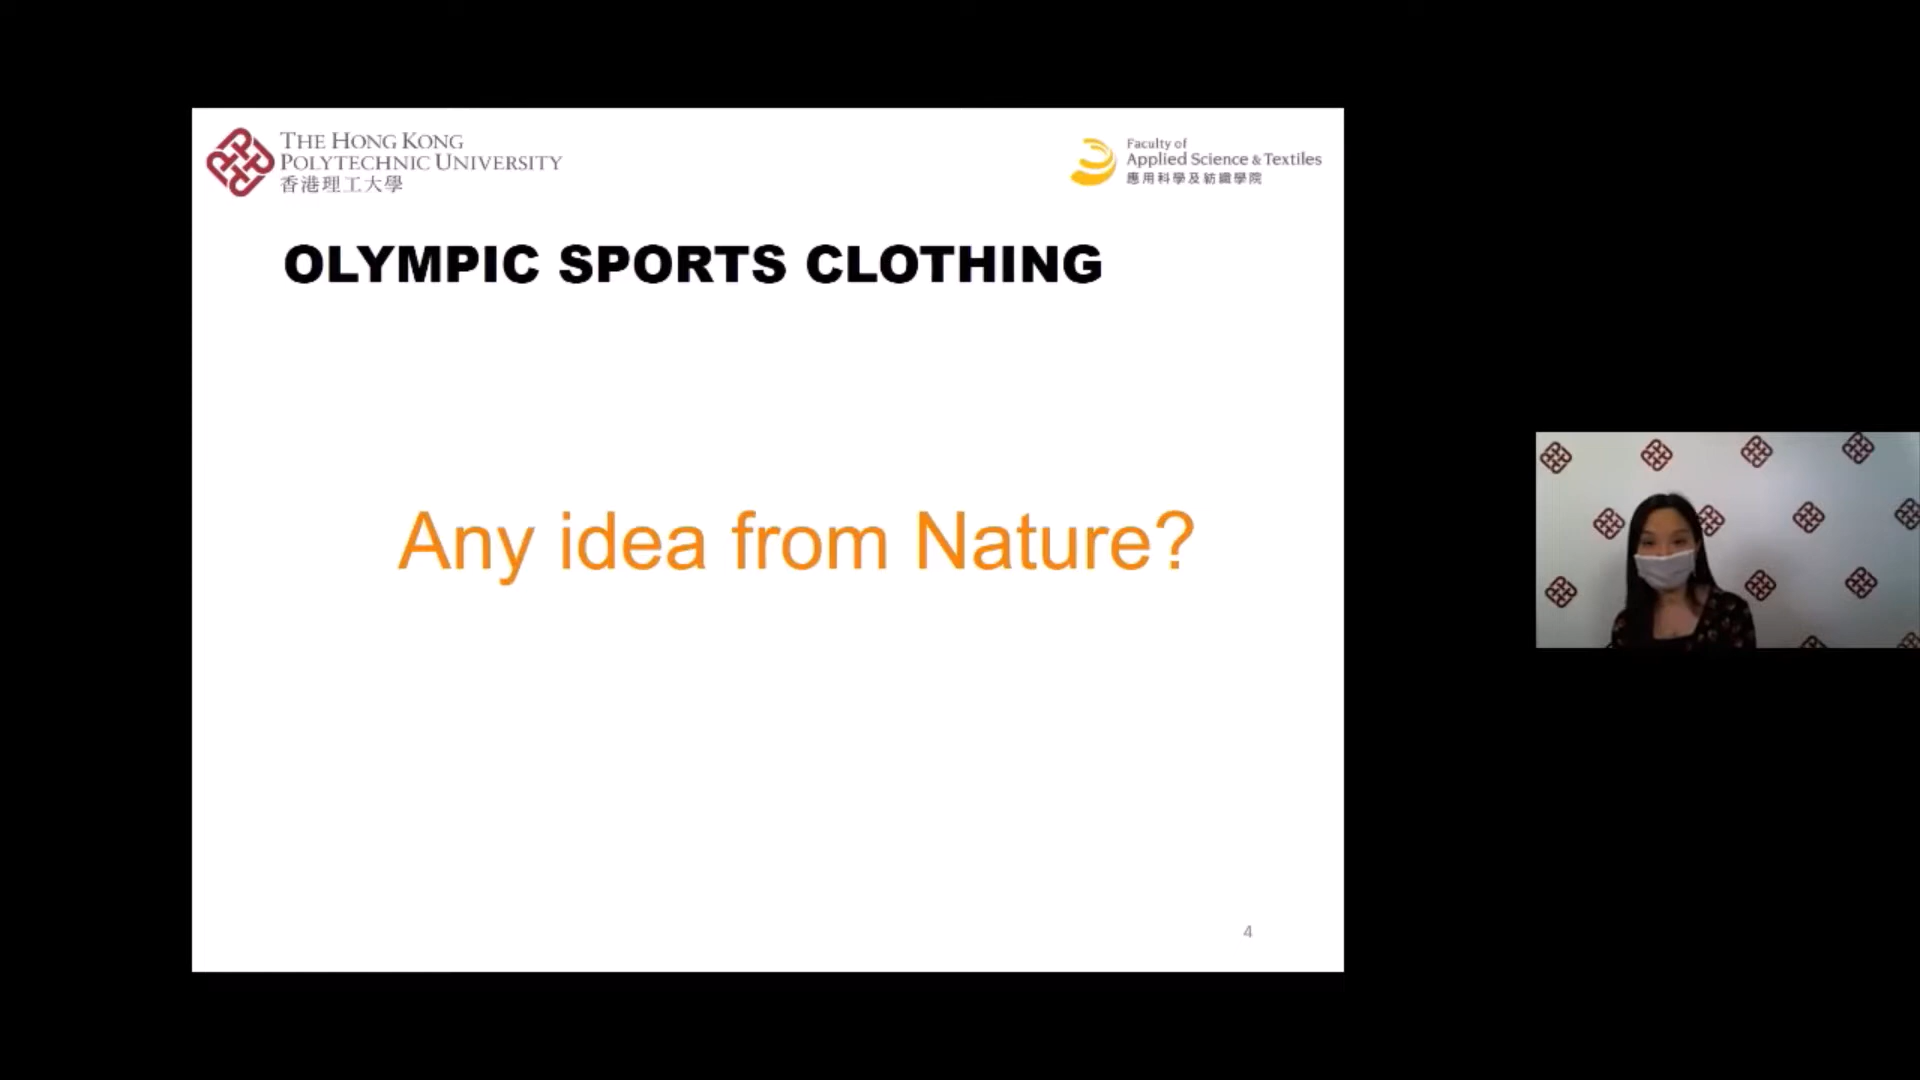 THE HONG KONG
POLYTECHNIC UNIVERSITY
香港理工大學
Faculty of
Applied Science & Textiles
應用科學及紡織學院
OLYMPIC SPORTS CLOTHING
Any idea from Nature?
4